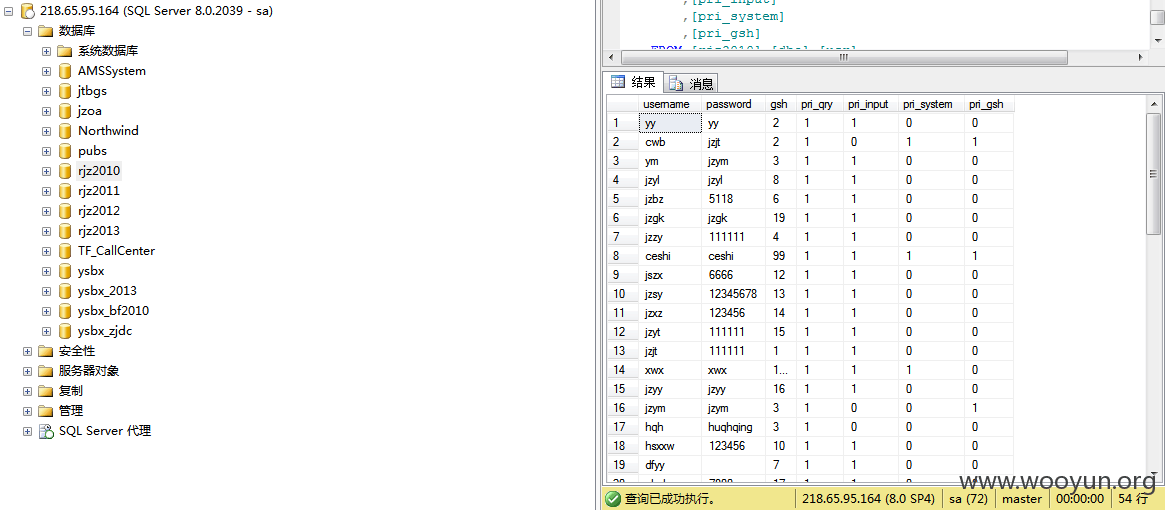 218.65.95.164 (SQL Server 8.0.2039 - sa)
数据库
系统数据库
AMSSystem
jtbgs
jzoa
Northwind
pubs
rjz2010
rjz2011
rjz2012
rjz2013
TF_CallCenter
ysbx
ysbx_2013
ysbx_bf2010
ysbx_zjdc
安全性
服务器对象
复制
管理
SQL Server 代理
,[pri_input]
,[pri_system]
,[pri_gsh]
结果 消息
username password gsh pri_qry pri_input pri_system pri_gsh
1 yy yy 2 1 1 0 0
2 cwb jzjt 2 1 0 1 1
3 ym jzym 3 1 1 0 0
4 jzyl jzyl 8 1 1 0 0
5 jzbz 5118 6 1 1 0 0
6 jzgk jzgk 19 1 1 0 0
7 jzzy 111111 4 1 1 0 0
8 ceshi ceshi 99 1 1 1 1
9 jszx 6666 12 1 1 0 0
10 jzsy 12345678 13 1 1 0 0
11 jzxz 123456 14 1 1 0 0
12 jzyt 111111 15 1 1 0 0
13 jzjt 111111 1 1 1 0 0
14 xwx xwx 1... 1 1 1 0
15 jzyy jzyy 16 1 1 0 0
16 jzym jzym 3 1 0 0 1
17 hqh huqhqing 3 1 0 0 0
18 hsxxw 123456 10 1 1 0 0
19 dfyy 7 1 1 0 0
www.wooyun.org
查询已成功执行。 218.65.95.164 (8.0 SP4) sa (72) master 00:00:00 54 行